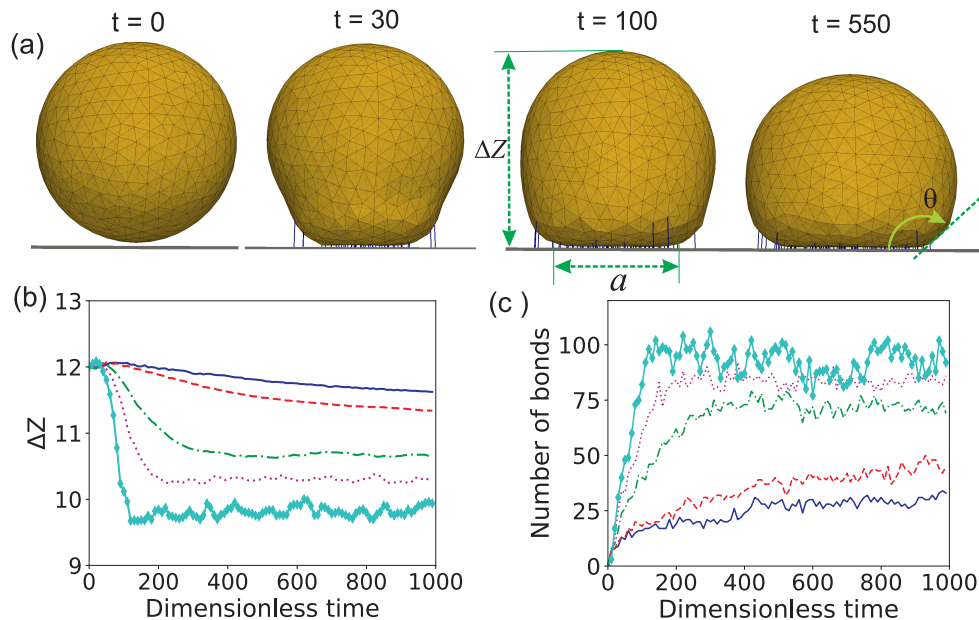 (a)
t = 0
t = 30
t = 100
t = 550
ΔZ
a
θ
(b)
13
12
11
10
9
ΔZ
0 200 400 600 800 1000
Dimensionless time
(c )
100
75
50
25
0
Number of bonds
0 200 400 600 800 1000
Dimensionless time